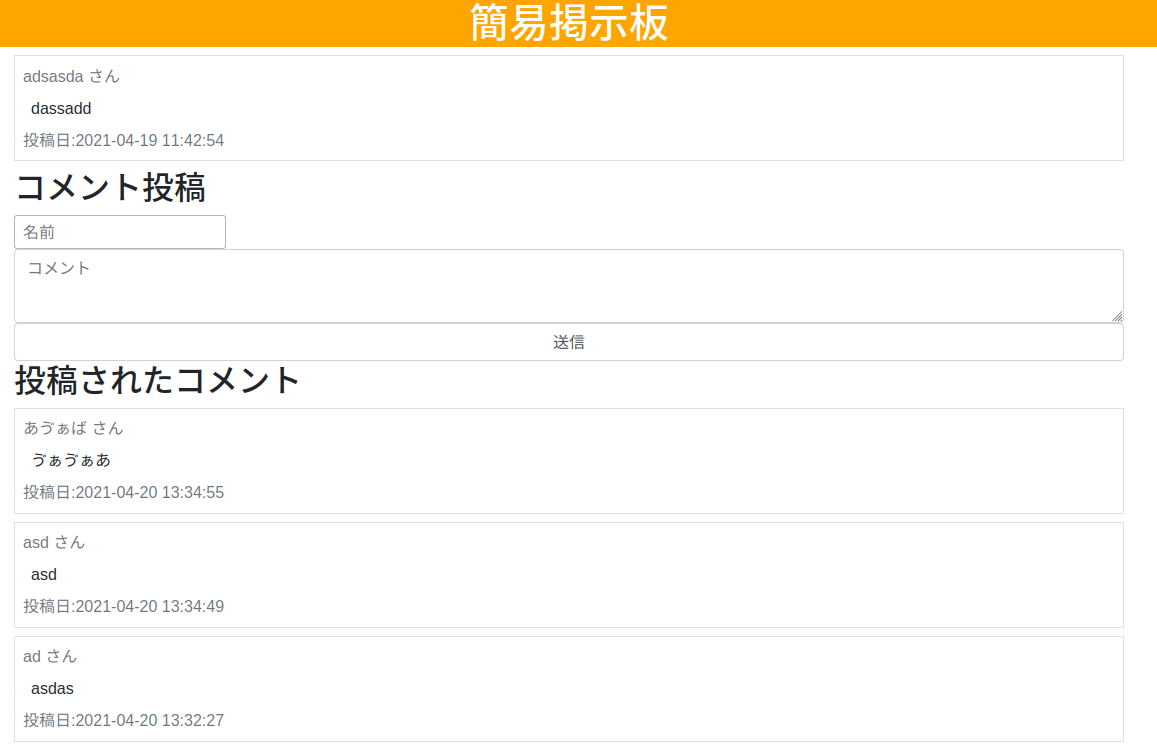 簡易掲示板
adsasda さん
dassadd
投稿日:2021-04-19 11:42:54
コメント投稿
名前
コメント
送信
投稿されたコメント
あゔぁば さん
ゔぁゔぁあ
投稿日:2021-04-20 13:34:55
asd さん
asd
投稿日:2021-04-20 13:34:49
ad さん
asdas
投稿日:2021-04-20 13:32:27